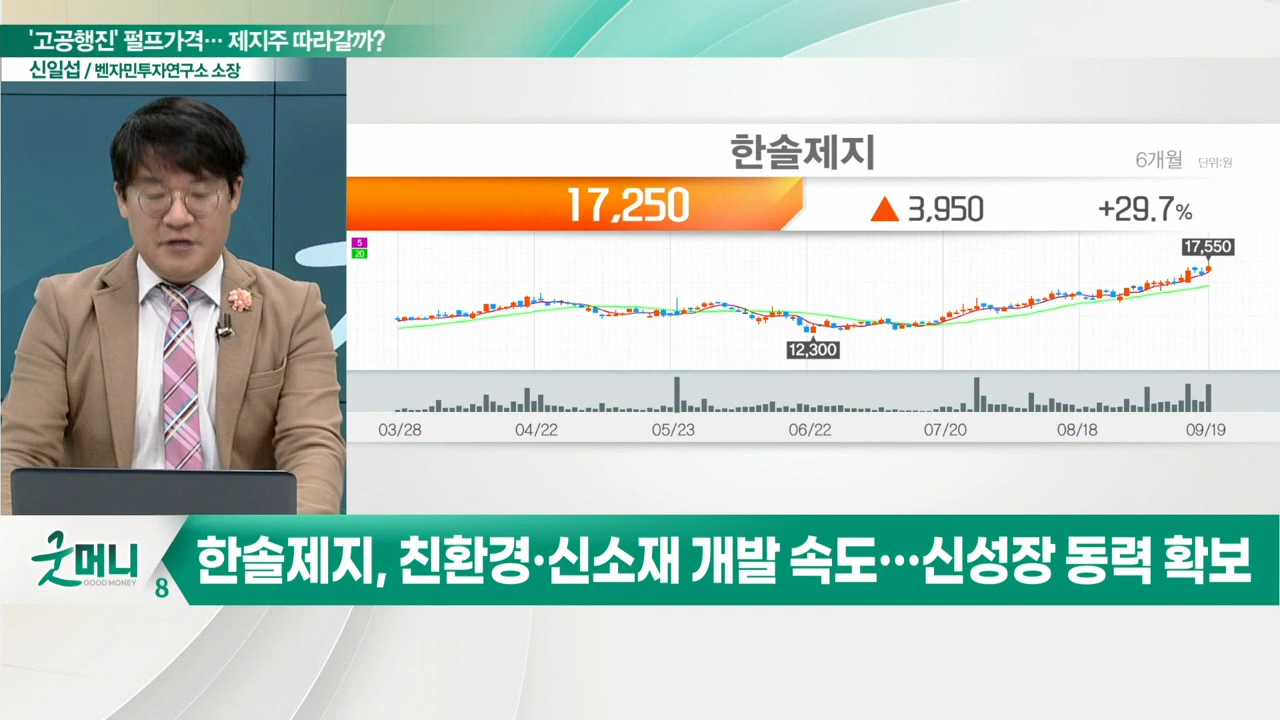 '고공행진' 펄프가격… 제지주 따라갈까?
신일섭 / 벤자민투자연구소 소장
한솔제지
6개월 단위:원
17,250 ▲ 3,950 +29.7%
5
20
17,550
12,300
03/28 04/22 05/23 06/22 07/20 08/18 09/19
굿머니
GOOD MONEY
8
한솔제지, 친환경·신소재 개발 속도…신성장 동력 확보